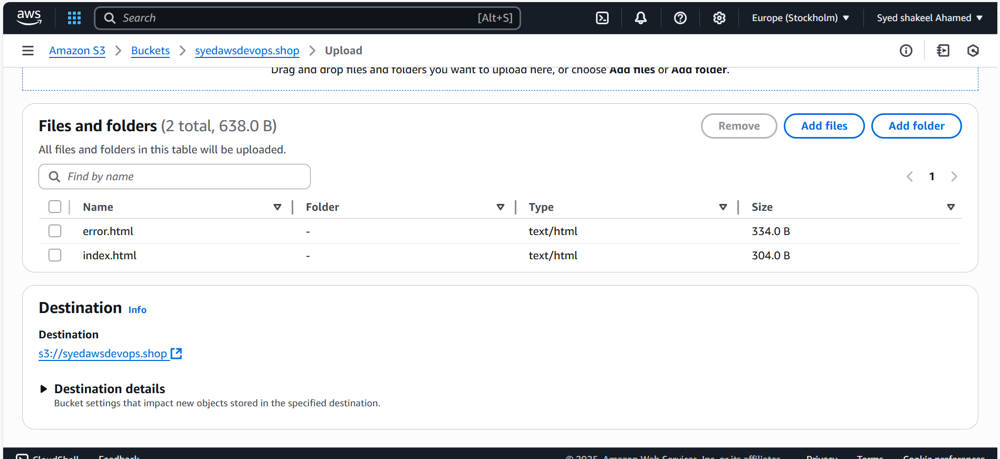 aws
Search [Alt+S] Europe (Stockholm) Syed shakeel Ahamed
Amazon S3 Buckets syedawsdevops.shop Upload
Drag and drop files and folders you want to upload here, or choose Add files or Add folder.
Files and folders (2 total, 638.0 B) Remove Add files Add folder
All files and folders in this table will be uploaded.
Find by name 1
Name Folder Type Size
error.html - text/html 334.0 B
index.html - text/html 304.0 B
Destination Info
Destination
s3://syedawsdevops.shop
Destination details
Bucket settings that impact new objects stored in the specified destination.
CloudShell Feedback © 2025, Amazon Web Services, Inc. or its affiliates. Privacy Terms Cookie preferences